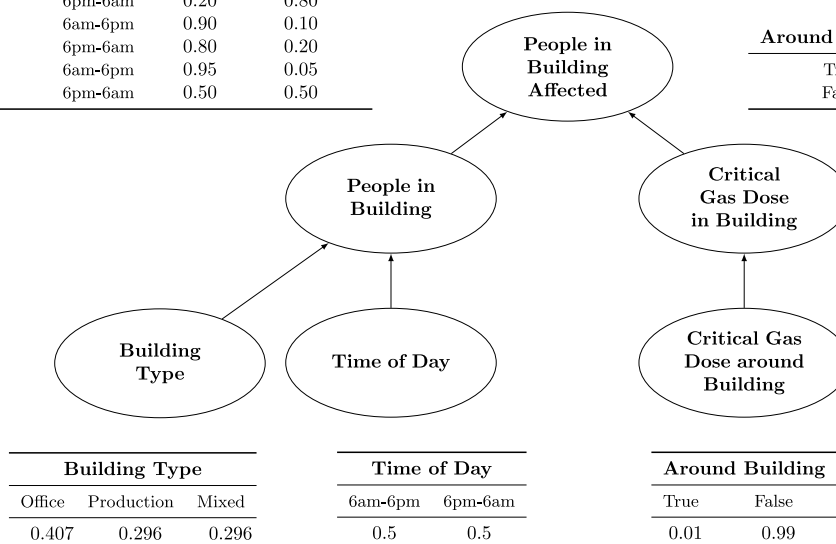 6pm-6am 0.20 0.80
6am-6pm 0.90 0.10
6pm-6am 0.80 0.20
6am-6pm 0.95 0.05
6pm-6am 0.50 0.50
Around
People in
Building
Affected
People in
Building
Critical
Gas Dose
in Building
Building
Type
Time of Day
Critical Gas
Dose around
Building
Building Type
Office Production Mixed
0.407 0.296 0.296
Time of Day
6am-6pm 6pm-6am
0.5 0.5
Around Building
True False
0.01 0.99